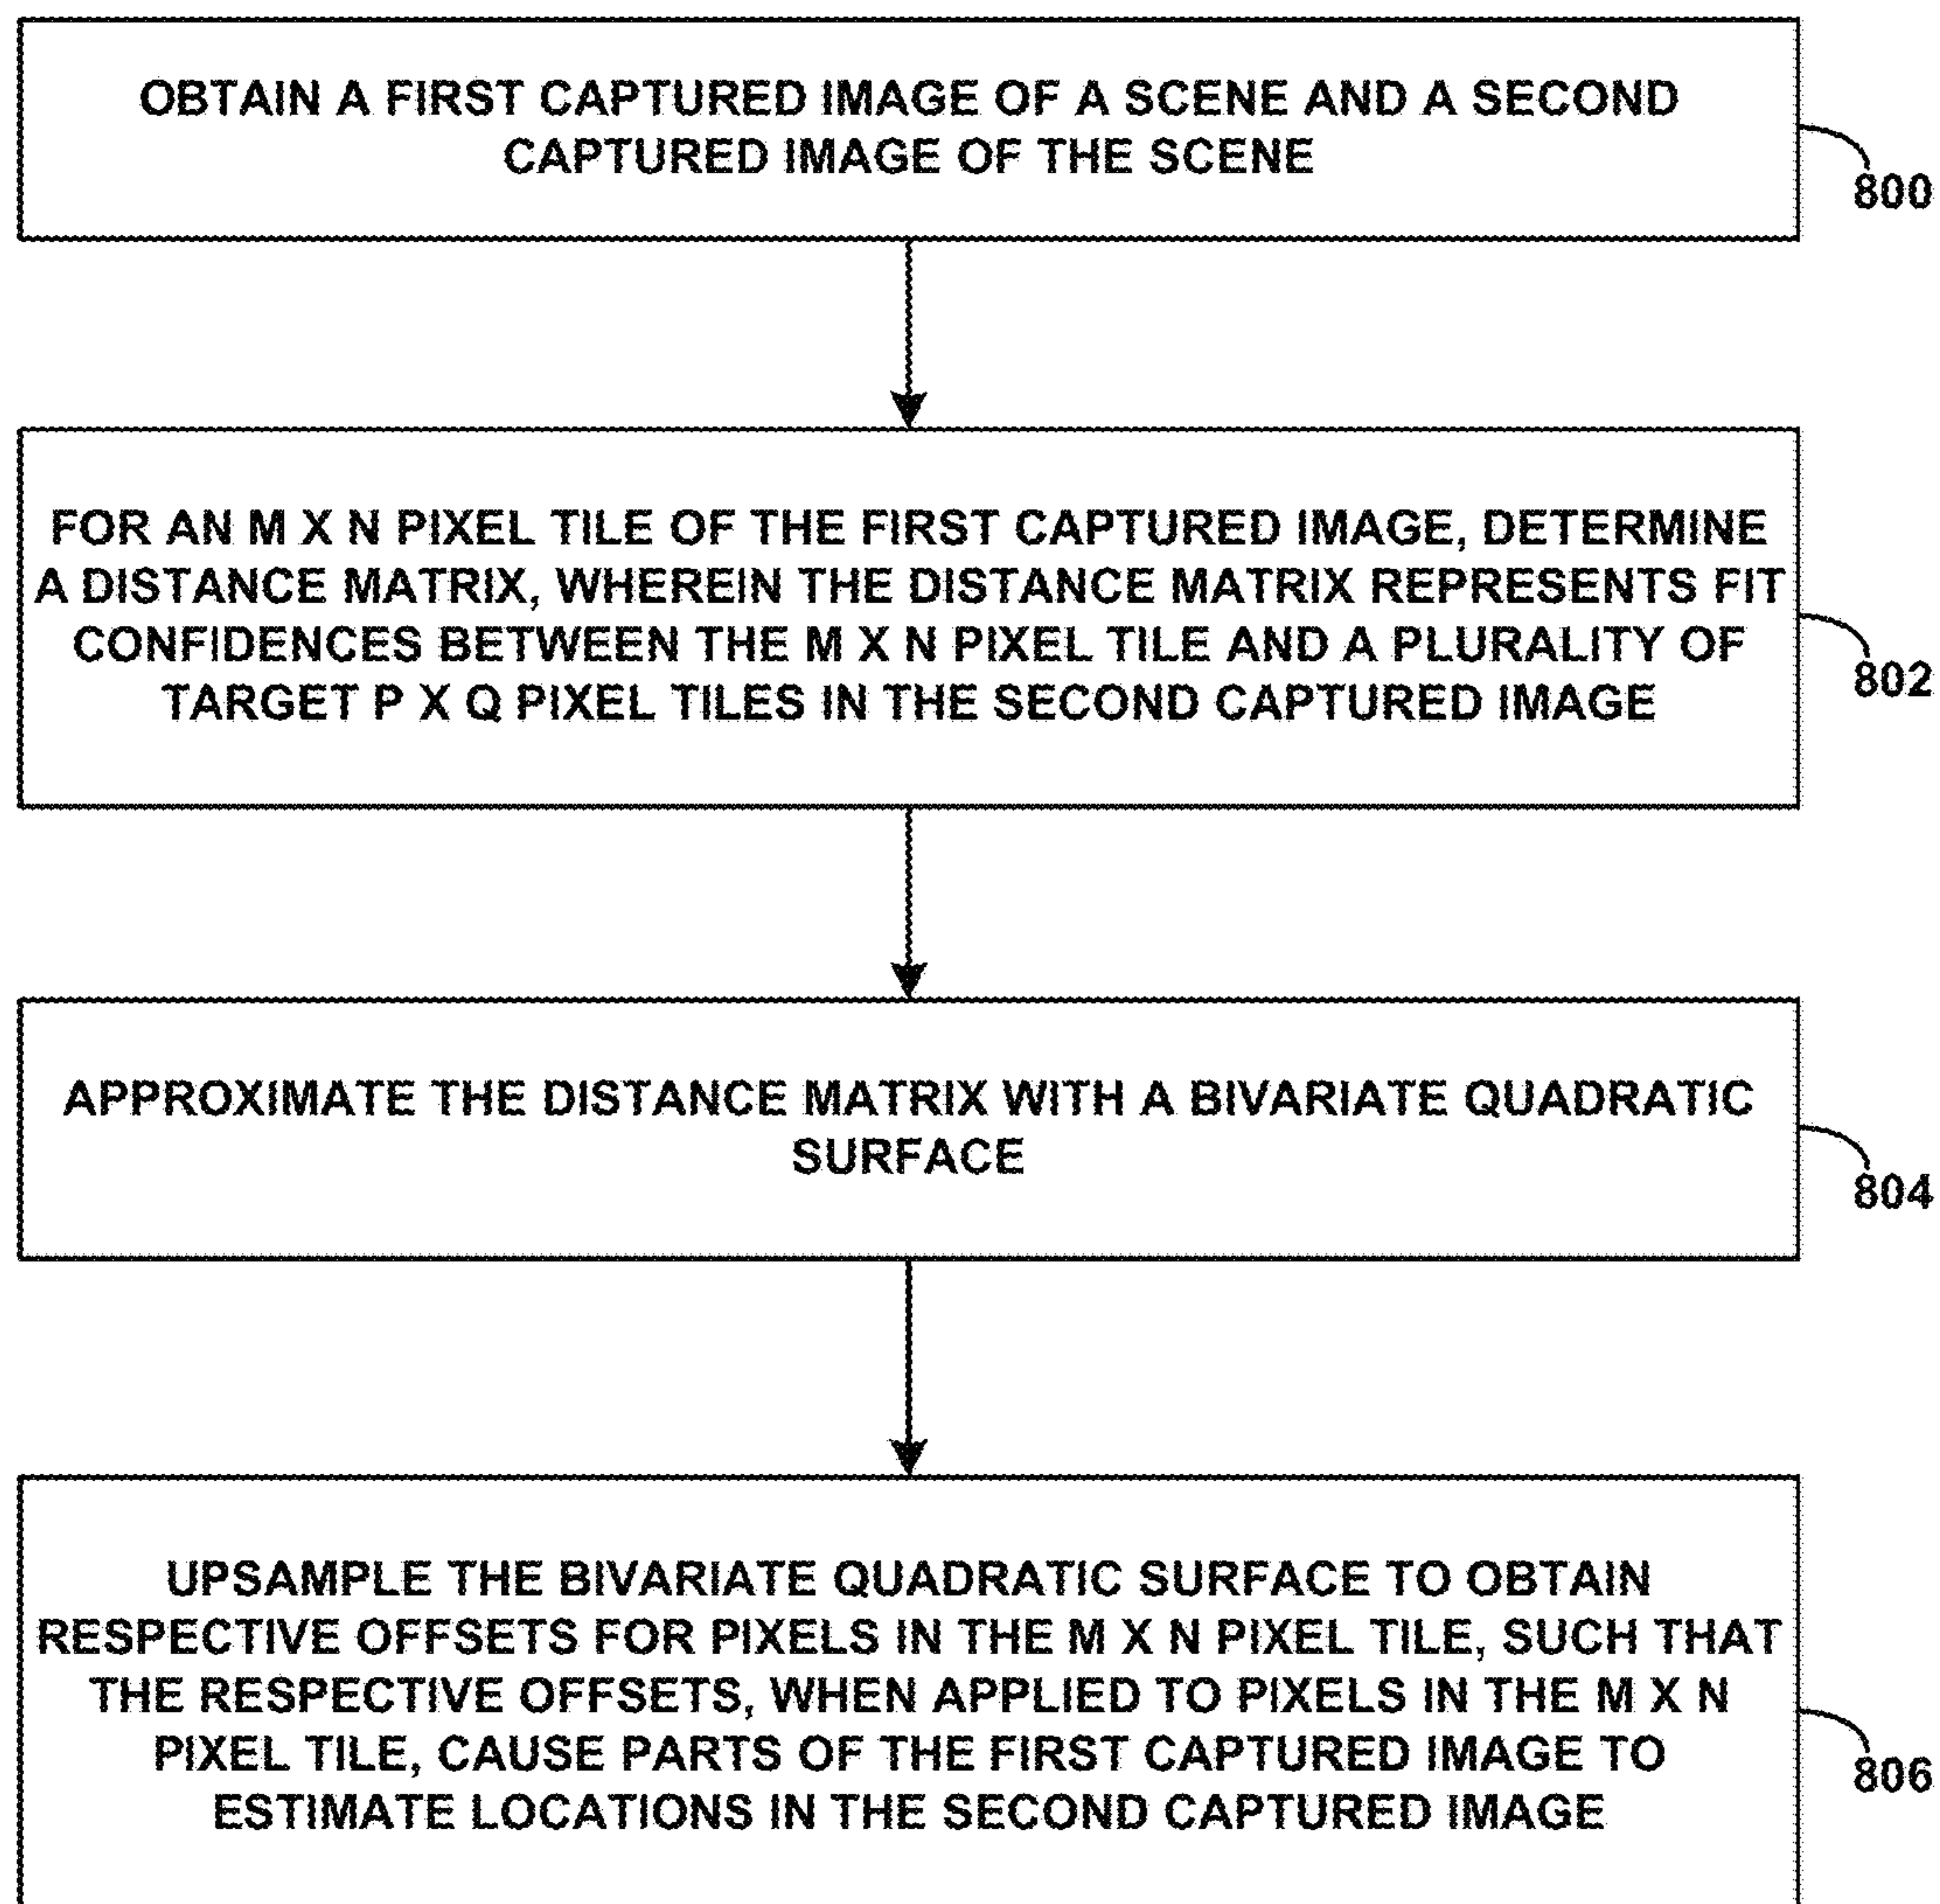 OBTAIN A FIRST CAPTURED IMAGE OF A SCENE AND A SECOND
CAPTURED IMAGE OF THE SCENE
800
FOR AN M X N PIXEL TILE OF THE FIRST CAPTURED IMAGE, DETERMINE
A DISTANCE MATRIX, WHEREIN THE DISTANCE MATRIX REPRESENTS FIT
CONFIDENCES BETWEEN THE M X N PIXEL TILE AND A PLURALITY OF
TARGET P X Q PIXEL TILES IN THE SECOND CAPTURED IMAGE
802
APPROXIMATE THE DISTANCE MATRIX WITH A BIVARIATE QUADRATIC
SURFACE
804
UPSAMPLE THE BIVARIATE QUADRATIC SURFACE TO OBTAIN
RESPECTIVE OFFSETS FOR PIXELS IN THE M X N PIXEL TILE, SUCH THAT
THE RESPECTIVE OFFSETS, WHEN APPLIED TO PIXELS IN THE M X N
PIXEL TILE, CAUSE PARTS OF THE FIRST CAPTURED IMAGE TO
ESTIMATE LOCATIONS IN THE SECOND CAPTURED IMAGE
806